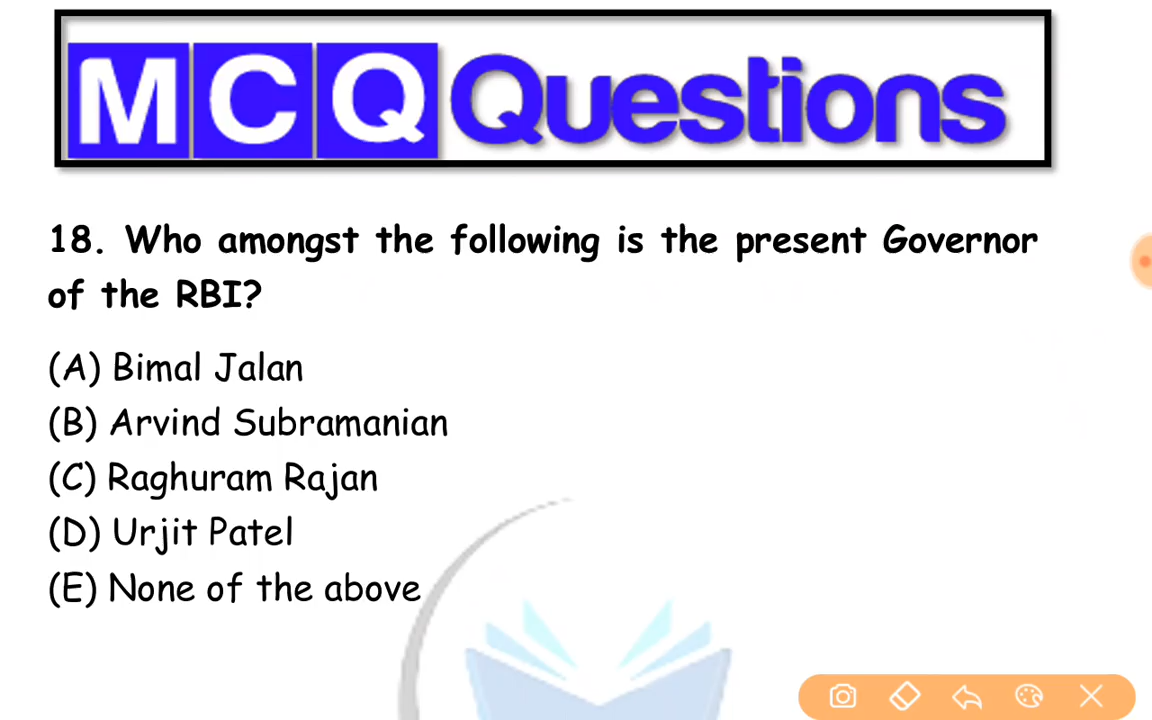 MCQ Questions
18. Who amongst the following is the present Governor
of the RBI?
(A) Bimal Jalan
(B) Arvind Subramanian
(C) Raghuram Rajan
(D) Urjit Patel
(E) None of the above